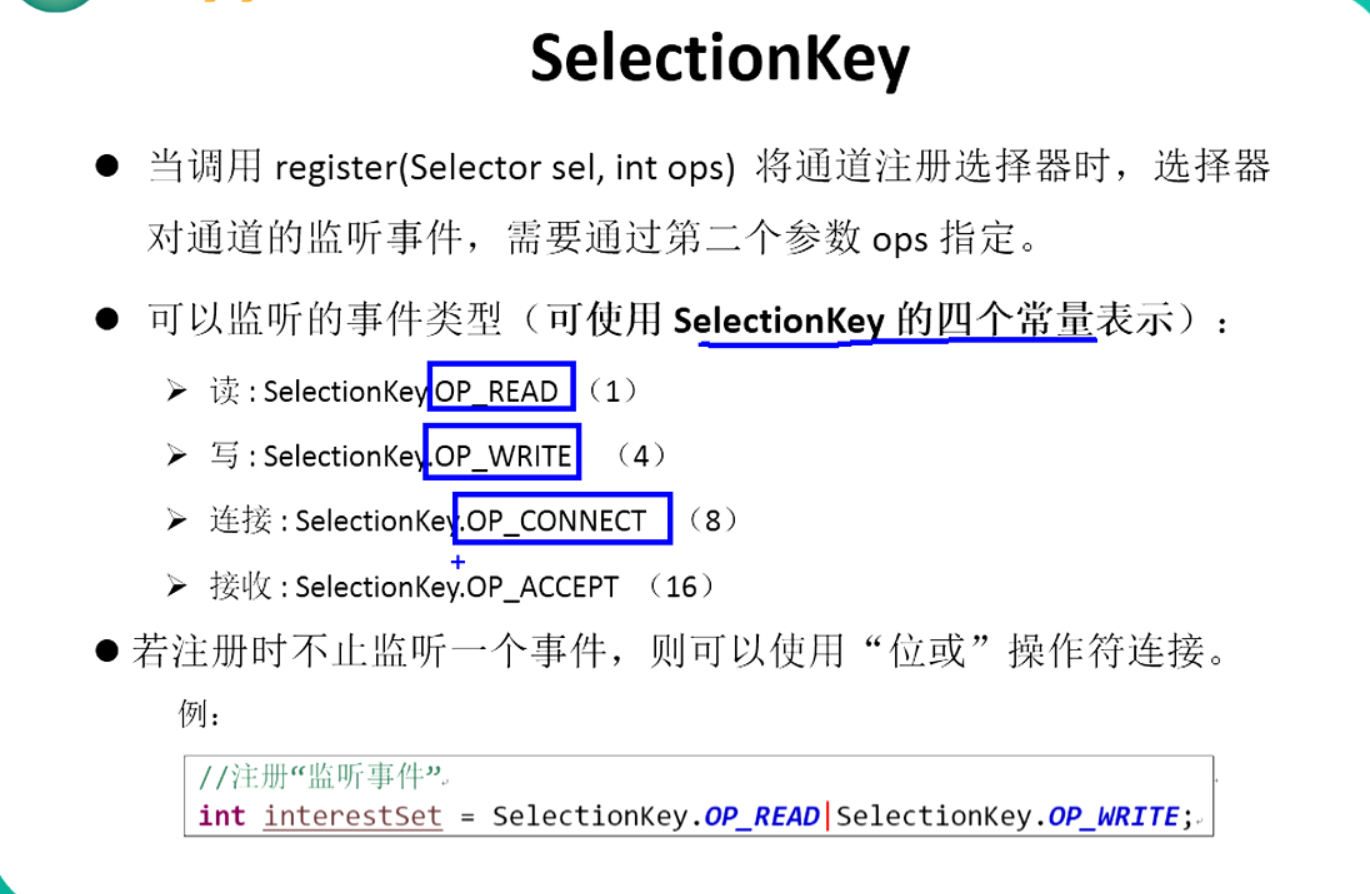 SelectionKey
● 当调用 register(Selector sel, int ops) 将通道注册选择器时，选择器
对通道的监听事件，需要通过第二个参数 ops 指定。
● 可以监听的事件类型（可使用 SelectionKey 的四个常量表示）：
➢ 读 : SelectionKey.OP_READ （1）
➢ 写 : SelectionKey.OP_WRITE （4）
➢ 连接 : SelectionKey.OP_CONNECT （8）
➢ 接收 : SelectionKey.OP_ACCEPT （16）
● 若注册时不止监听一个事件，则可以使用“位或”操作符连接。
例：
//注册“监听事件”
int interestSet = SelectionKey.OP_READ|SelectionKey.OP_WRITE;